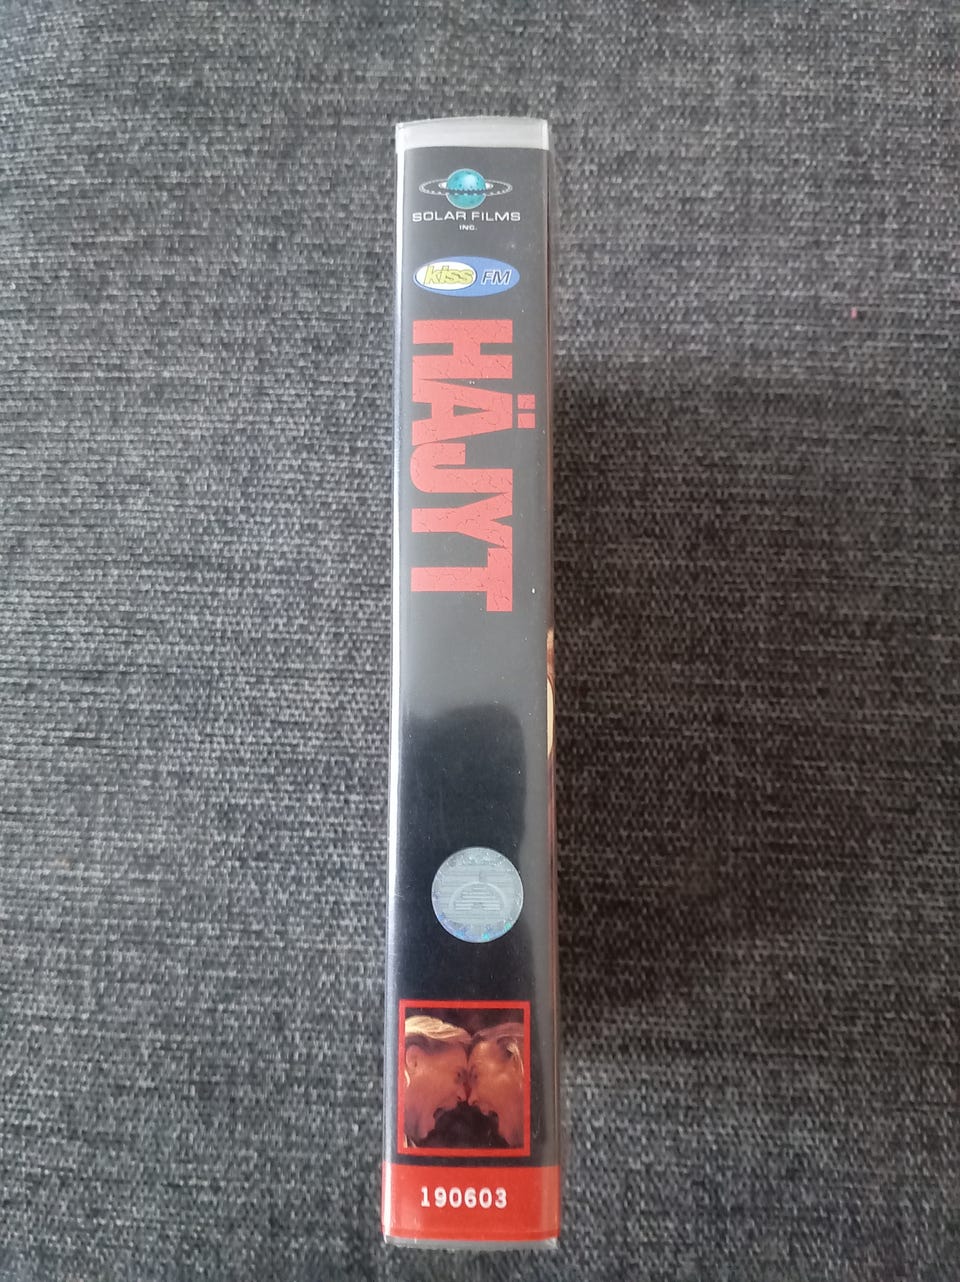 SOLAR FILMS
INC.
kiss FM
HÄJYT
190603